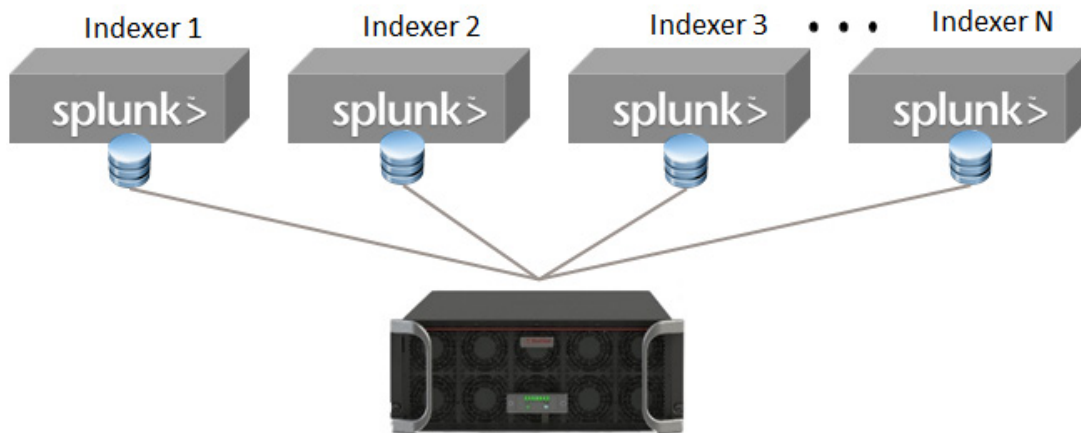 Indexer 1
Indexer 2
Indexer 3 • • •
Indexer N
splunk>
splunk>
splunk>
splunk>